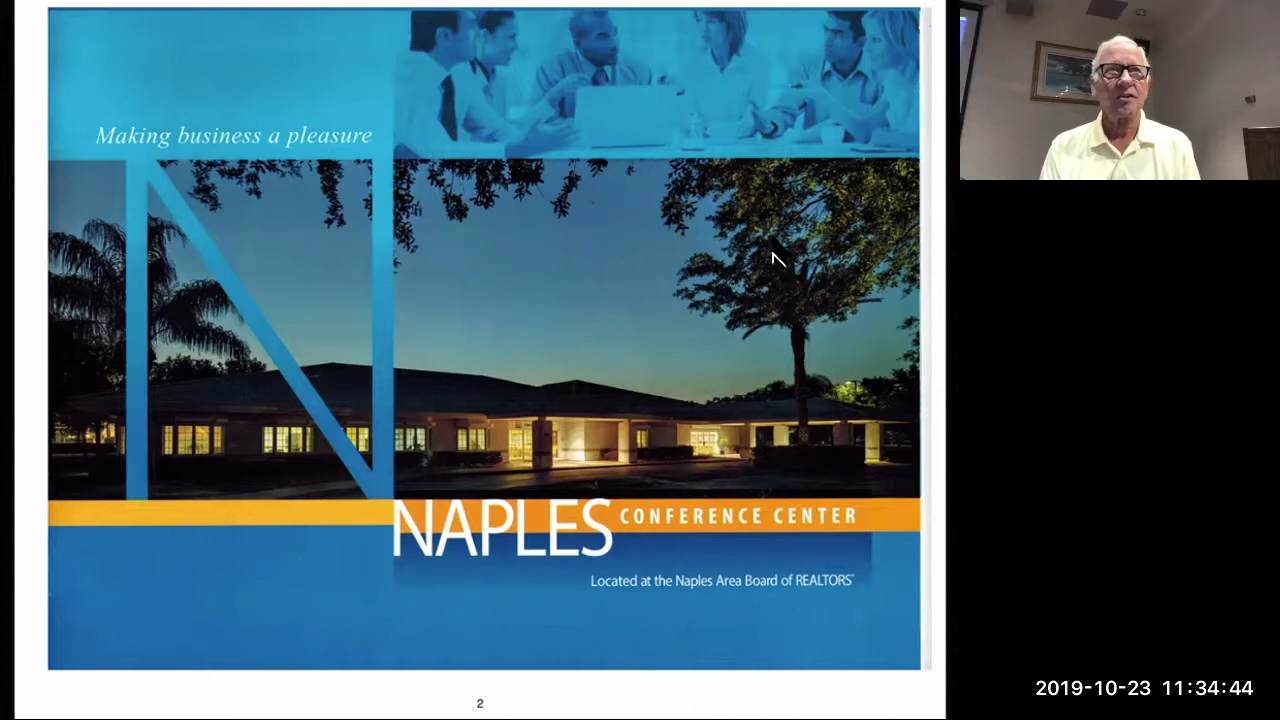 Making business a pleasure
NAPLES CONFERENCE CENTER
Located at the Naples Area Board of REALTORS®
2
2019-10-23 11:34:44